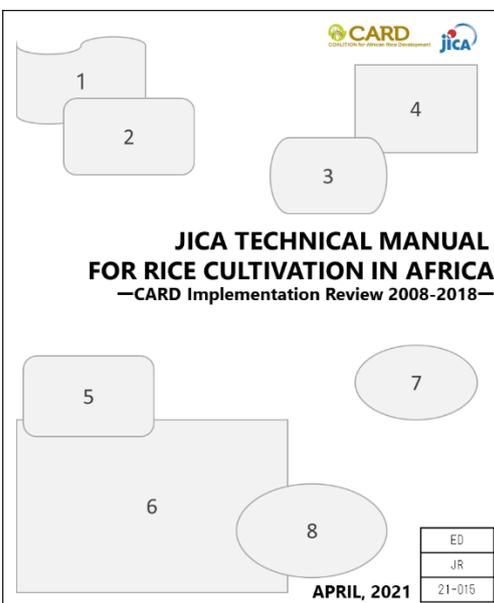 CARD
COALITION for African Rice Development
jica
1
2
3
4
JICA TECHNICAL MANUAL
FOR RICE CULTIVATION IN AFRICA
—CARD Implementation Review 2008-2018—
5
6
7
8
APRIL, 2021
ED
JR
21-015